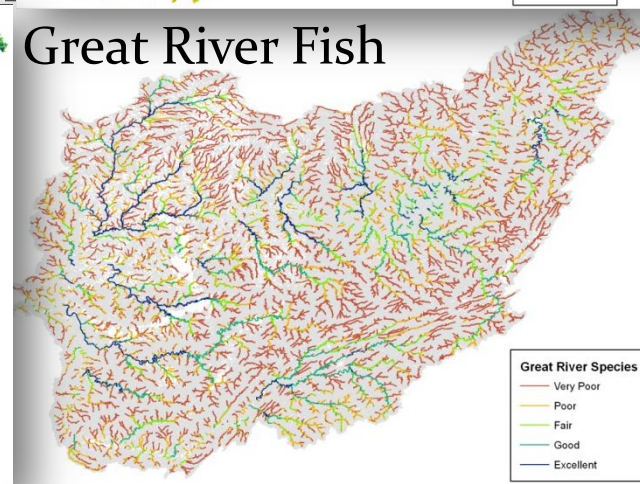 Great River Fish
Great River Species
Very Poor
Poor
Fair
Good
Excellent